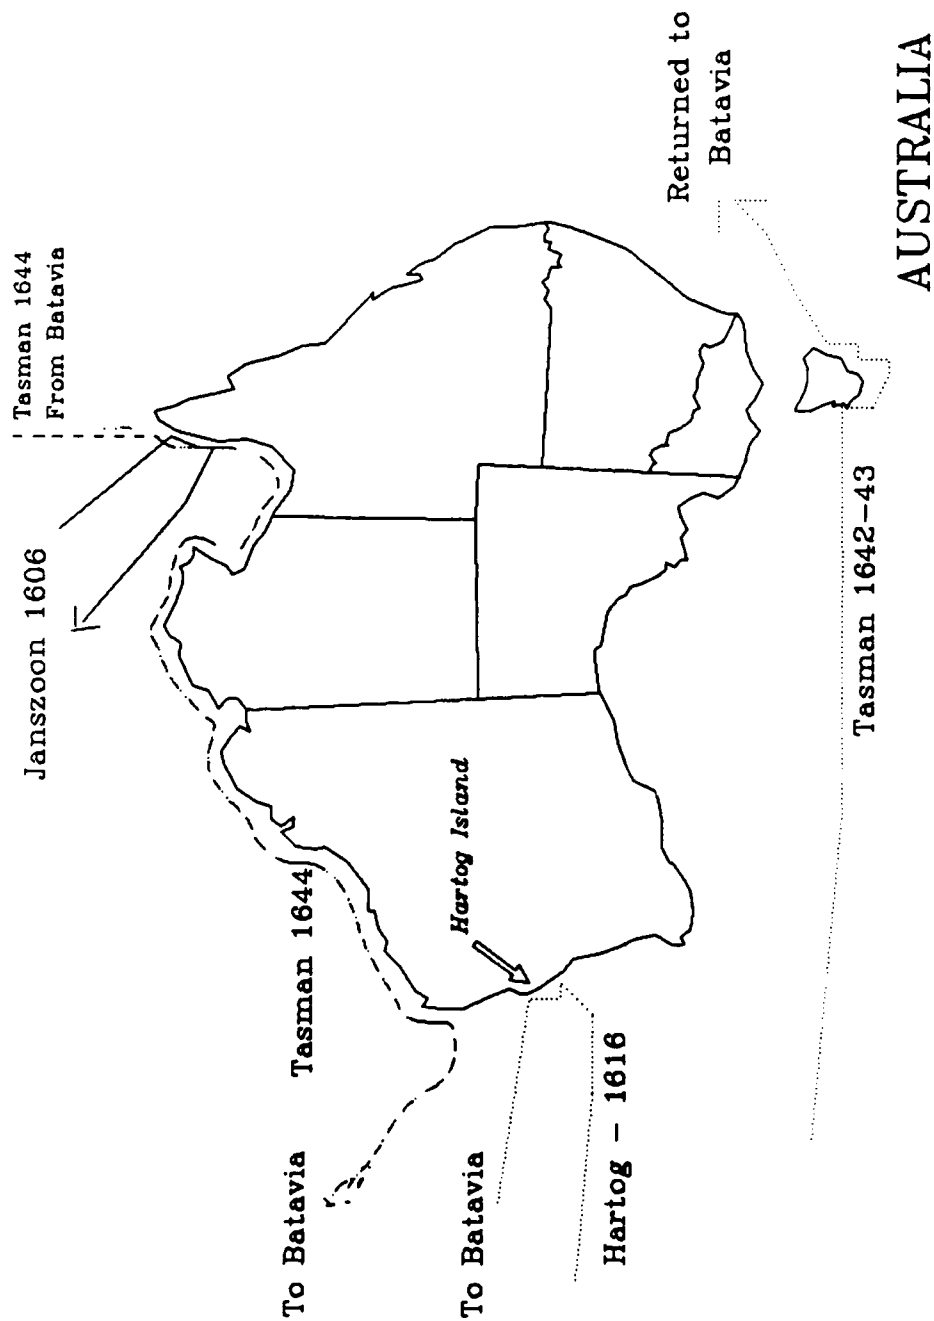 Tasman 1644
From Batavia
Janszoon 1606
Returned to
Batavia
Tasman 1644
Hartog Island
To Batavia
To Batavia
Hartog - 1616
Tasman 1642-43
AUSTRALIA